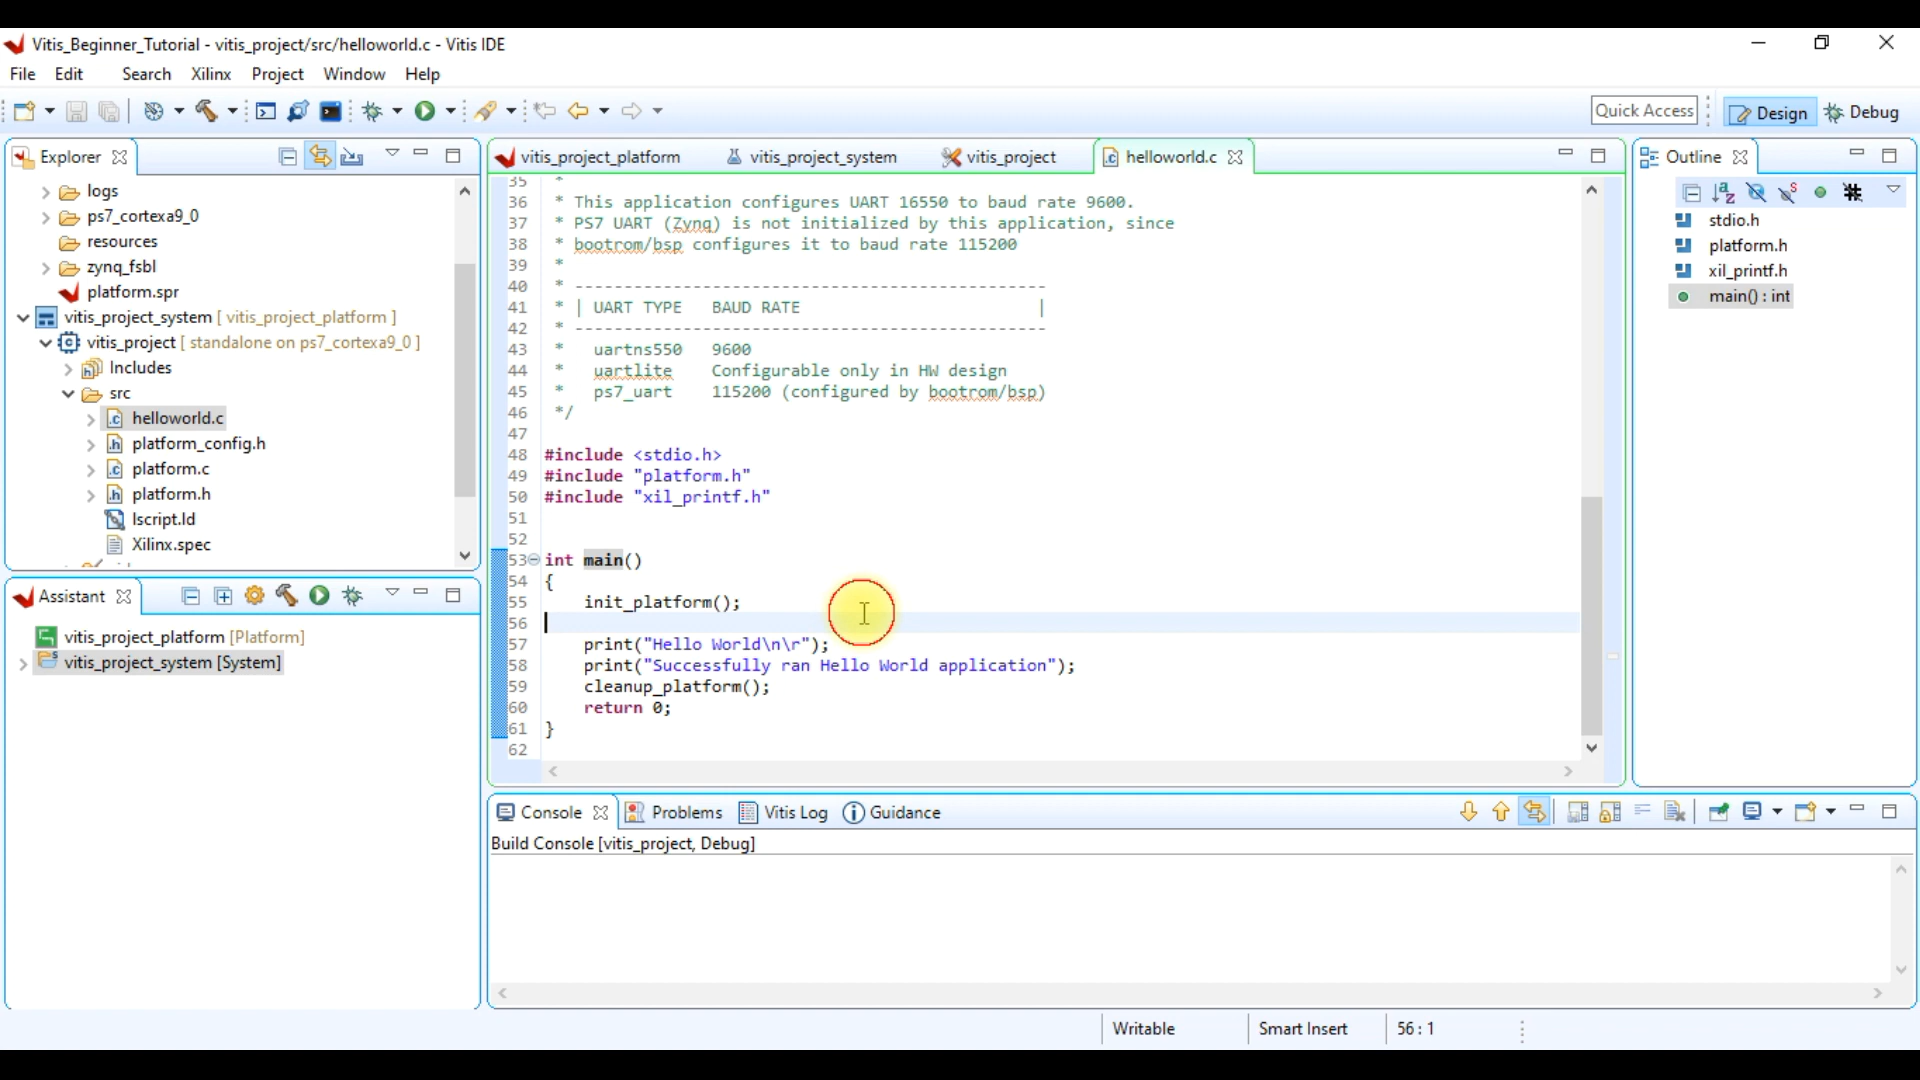 Vitis_Beginner_Tutorial - vitis_project/src/helloworld.c - Vitis IDE
File Edit Search Xilinx Project Window Help
Quick Access Design Debug
Explorer
logs
ps7_cortexa9_0
resources
zynq_fsbl
platform.spr
vitis_project_system [ vitis_project_platform ]
vitis_project [ standalone on ps7_cortexa9_0 ]
Includes
src
helloworld.c
platform_config.h
platform.c
platform.h
lscript.ld
Xilinx.spec
Assistant
vitis_project_platform [Platform]
vitis_project_system [System]
vitis_project_platform vitis_project_system vitis_project helloworld.c
35 *
36 * This application configures UART 16550 to baud rate 9600.
37 * PS7 UART (Zynq) is not initialized by this application, since
38 * bootrom/bsp configures it to baud rate 115200
39 *
40 * ------------------------------------------------
41 * | UART TYPE   BAUD RATE                        |
42 * ------------------------------------------------
43 *   uartns550   9600
44 *   uartlite    Configurable only in HW design
45 *   ps7_uart    115200 (configured by bootrom/bsp)
46 */
47
48 #include <stdio.h>
49 #include "platform.h"
50 #include "xil_printf.h"
51
52
53 int main()
54 {
55     init_platform();
56
57     print("Hello World\n\r");
58     print("Successfully ran Hello World application");
59     cleanup_platform();
60     return 0;
61 }
62
Outline
stdio.h
platform.h
xil_printf.h
main() : int
Console Problems Vitis Log Guidance
Build Console [vitis_project, Debug]
Writable Smart Insert 56 : 1